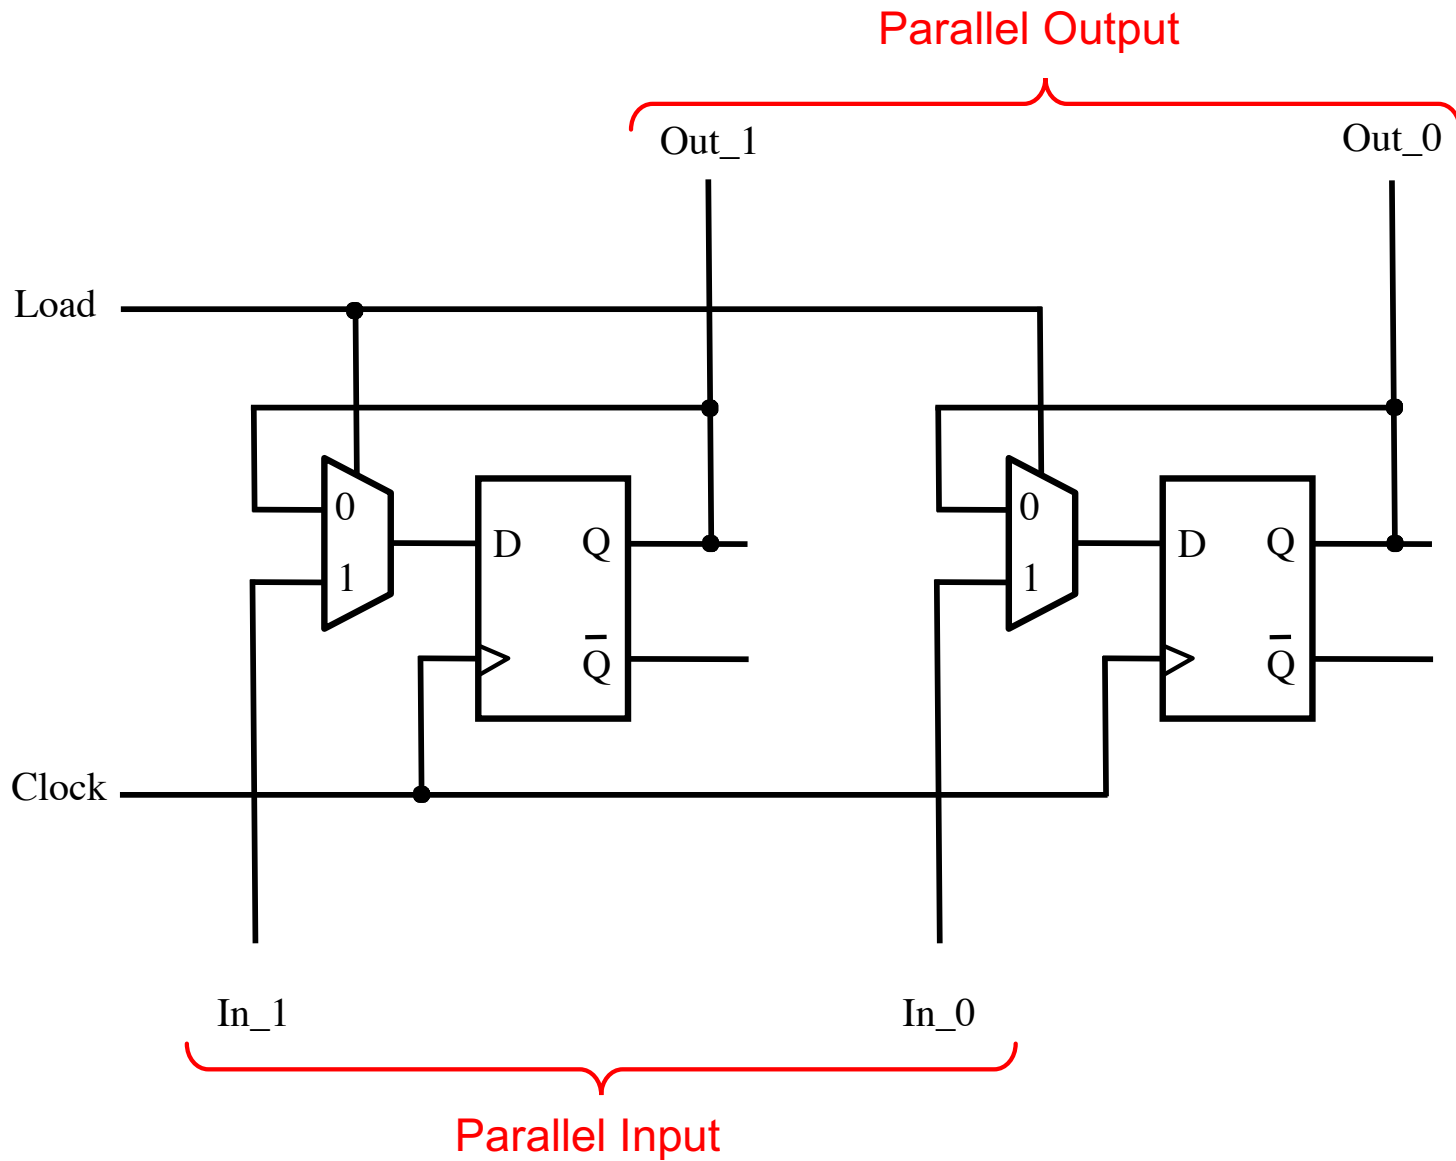 Parallel Output
Out_1
Out_0
Load
0
1
D
Q
Q̅
0
1
D
Q
Q̅
Clock
In_1
In_0
Parallel Input